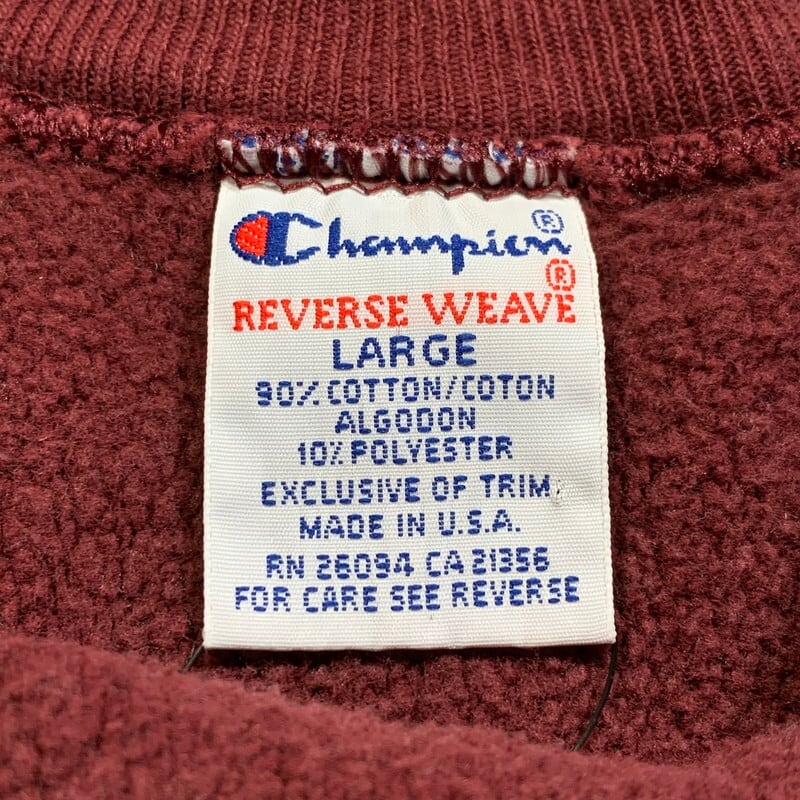 Champion®
REVERSE WEAVE®
LARGE
90% COTTON/COTON
ALGODON
10% POLYESTER
EXCLUSIVE OF TRIM
MADE IN U.S.A.
RN 26094 CA 21356
FOR CARE SEE REVERSE